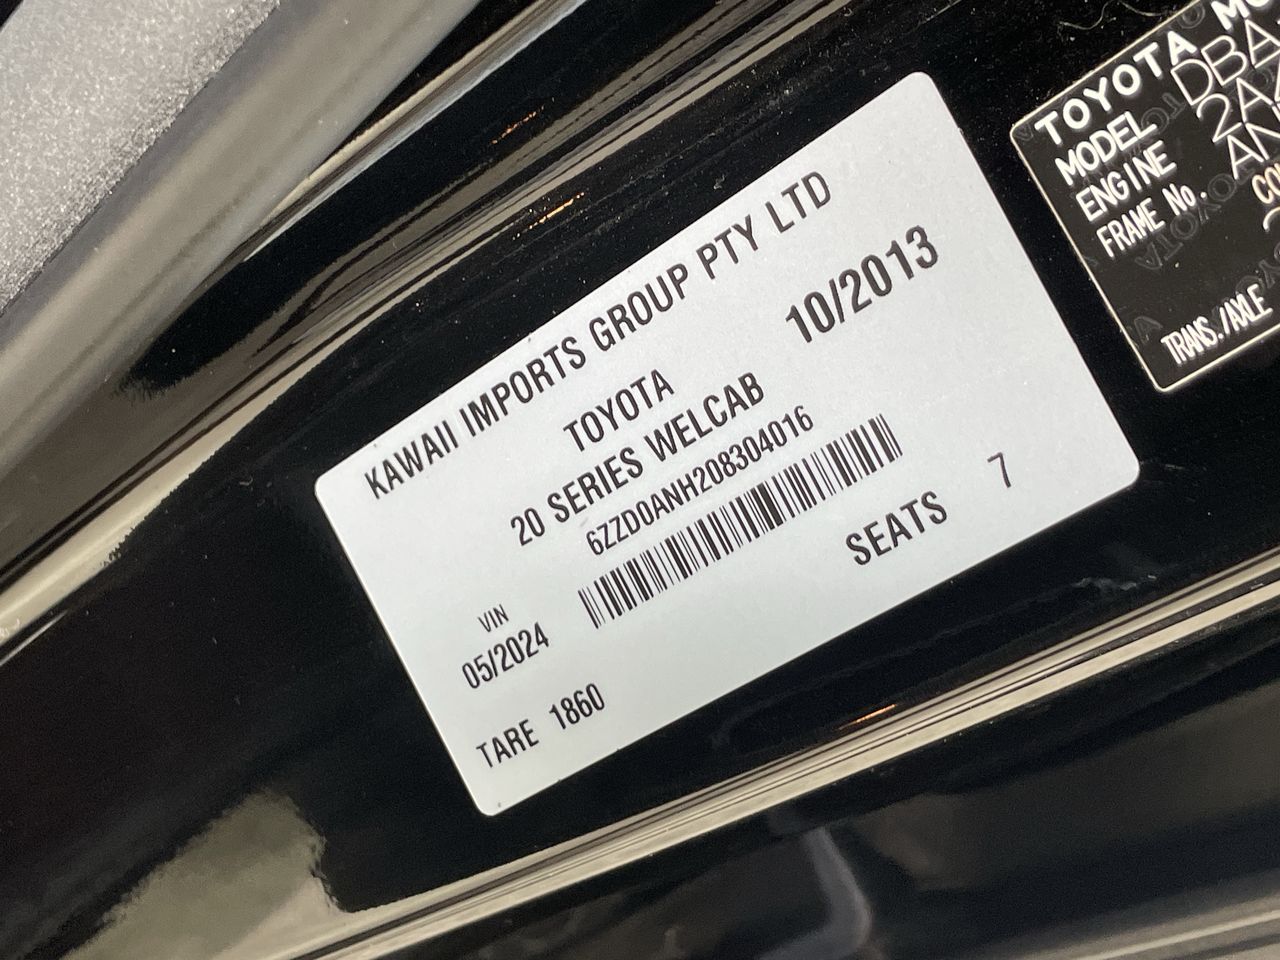 KAWAII IMPORTS GROUP PTY LTD
TOYOTA
10/2013
20 SERIES WELCAB
6ZZD0ANH208304016
VIN
05/2024
SEATS 7
TARE 1860
TOYOTA
MODEL
ENGINE
FRAME No.
TRANS./AXLE